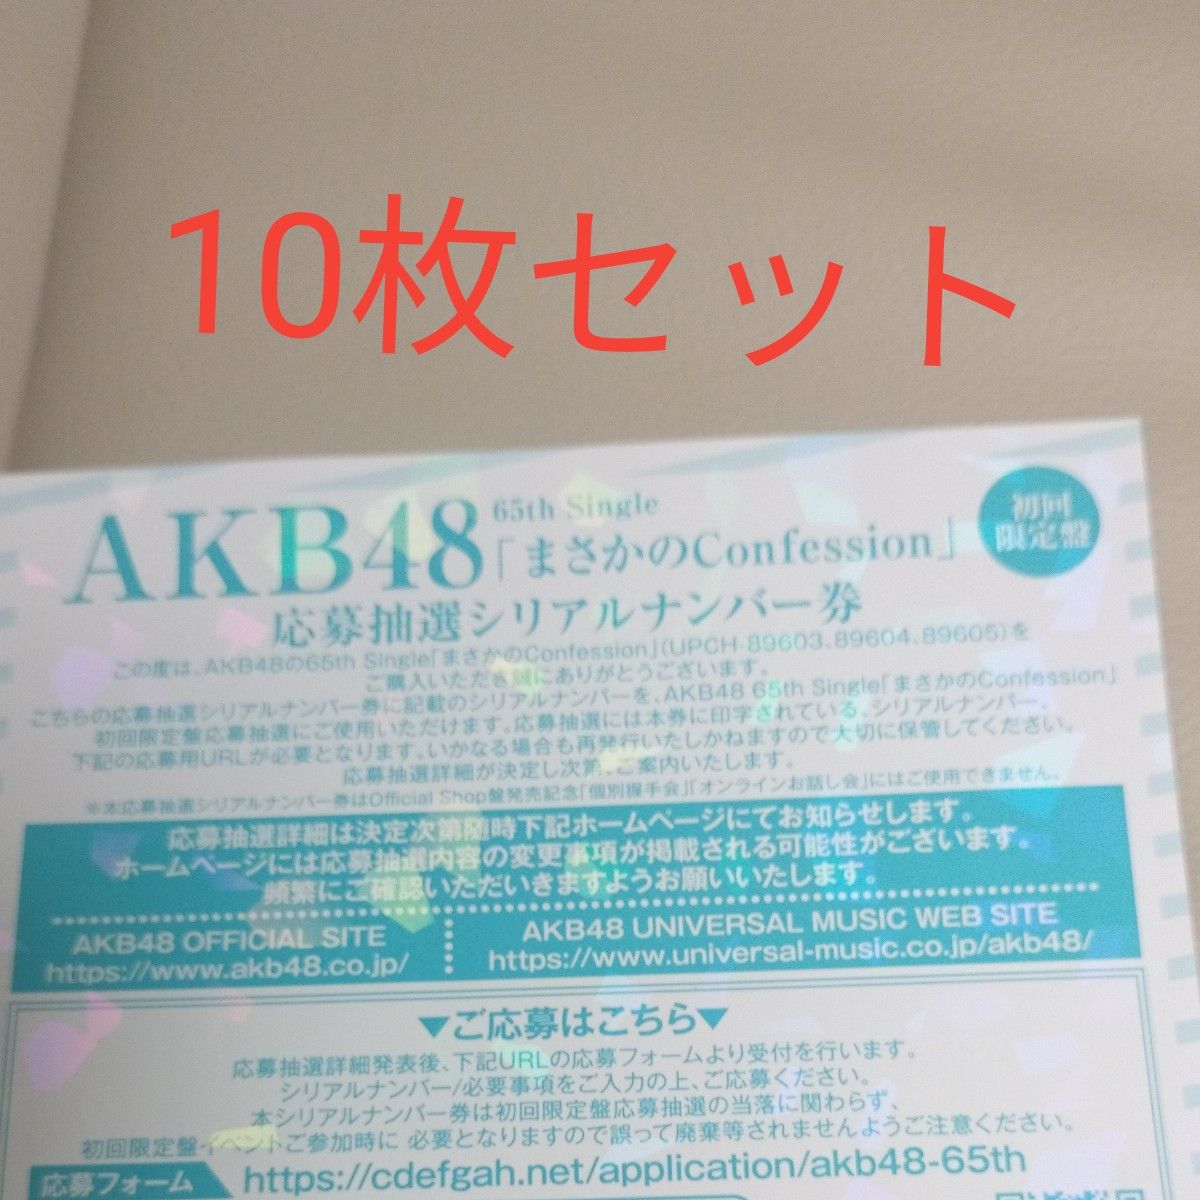 10枚セット
AKB48
65th Single
「まさかのConfession」
初回
限定盤
応募抽選シリアルナンバー券
この度は、AKB48の65th Single「まさかのConfession」(UPCH-89603、89604、89605)を
ご購入いただき誠にありがとうございます。
こちらの応募抽選シリアルナンバー券に記載のシリアルナンバーを、AKB48 65th Single「まさかのConfession」
初回限定盤応募抽選にご使用いただけます。応募抽選には本券に印字されている、シリアルナンバー、
下記の応募用URLが必要となります。いかなる場合も再発行いたしかねますので大切に保管してください。
応募抽選詳細が決定し次第、ご案内いたします。
※本応募抽選シリアルナンバー券はOfficial Shop盤発売記念「個別握手会」「オンラインお話し会」にはご使用できません。
応募抽選詳細は決定次第随時下記ホームページにてお知らせします。
ホームページには応募抽選内容の変更事項が掲載される可能性がございます。
頻繁にご確認いただいきますようお願いいたします。
AKB48 OFFICIAL SITE
https://www.akb48.co.jp/
AKB48 UNIVERSAL MUSIC WEB SITE
https://www.universal-music.co.jp/akb48/
▼ご応募はこちら▼
応募抽選詳細発表後、下記URLの応募フォームより受付を行います。
シリアルナンバー/必要事項をご入力の上、ご応募ください。
本シリアルナンバー券は初回限定盤応募抽選の当落に関わらず、
初回限定盤イベントご参加時に 必要となりますので誤って廃棄等されませんようご注意ください。
応募フォーム
https://cdefgah.net/application/akb48-65th